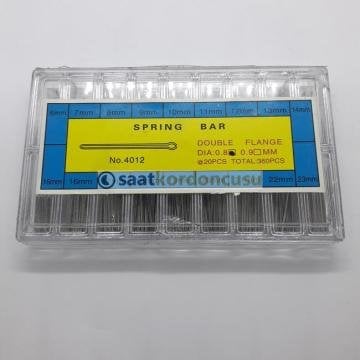 6mm 7mm 8mm 9mm 10mm 11mm 12mm 13mm 14mm
SPRING BAR
DOUBLE FLANGE
DIA:0.8 0.9 MM
No.4012
@20PCS TOTAL:360PCS
saatkordoncusu
15mm 16mm 22mm 23mm